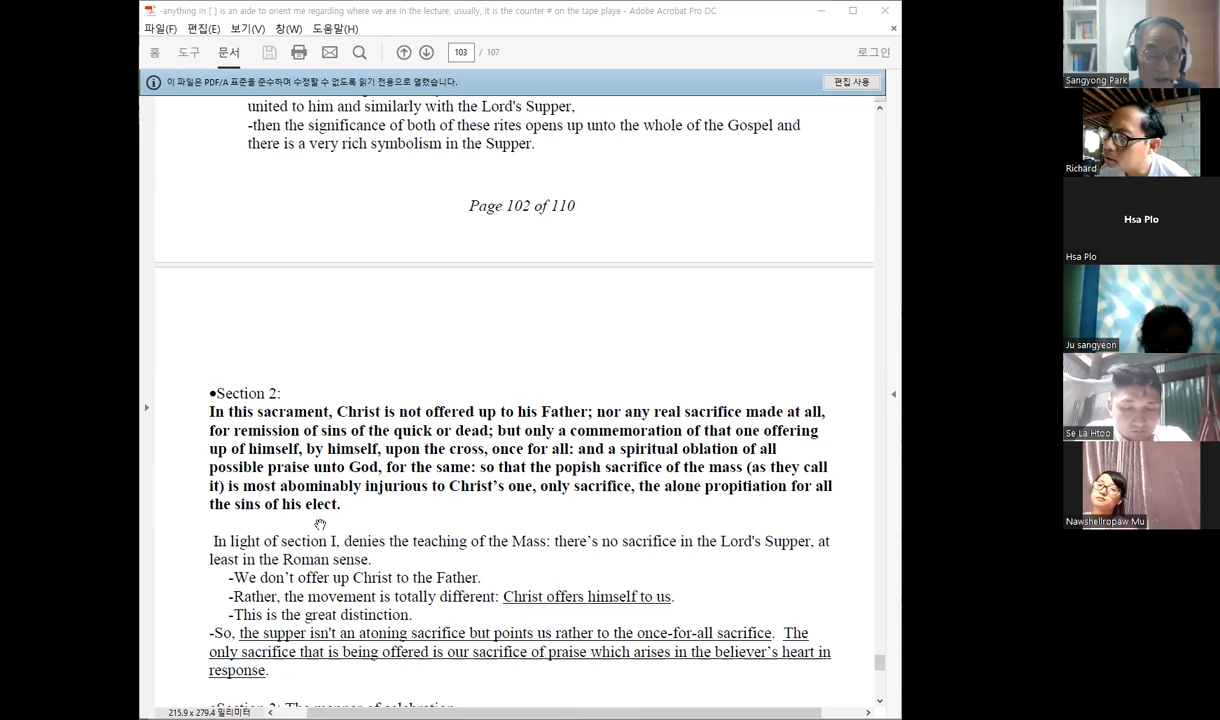 -anything in [ ] is an aide to orient me regarding where we are in the lecture; usually, it is the counter # on the tape playe - Adobe Acrobat Pro DC
파일(F) 편집(E) 보기(V) 창(W) 도움말(H)
홈 도구 문서 103 / 107 로그인
이 파일은 PDF/A 표준을 준수하며 수정할 수 없도록 읽기 전용으로 열렸습니다. 편집 사용
united to him and similarly with the Lord's Supper,
-then the significance of both of these rites opens up unto the whole of the Gospel and
there is a very rich symbolism in the Supper.
Page 102 of 110
•Section 2:
In this sacrament, Christ is not offered up to his Father; nor any real sacrifice made at all,
for remission of sins of the quick or dead; but only a commemoration of that one offering
up of himself, by himself, upon the cross, once for all: and a spiritual oblation of all
possible praise unto God, for the same: so that the popish sacrifice of the mass (as they call
it) is most abominably injurious to Christ's one, only sacrifice, the alone propitiation for all
the sins of his elect.
In light of section I, denies the teaching of the Mass: there's no sacrifice in the Lord's Supper, at
least in the Roman sense.
-We don't offer up Christ to the Father.
-Rather, the movement is totally different: Christ offers himself to us.
-This is the great distinction.
-So, the supper isn't an atoning sacrifice but points us rather to the once-for-all sacrifice. The
only sacrifice that is being offered is our sacrifice of praise which arises in the believer's heart in
response.
215.9 x 279.4 밀리미터
Sangyong Park
Richard
Hsa Plo
Hsa Plo
Ju sangyeon
Se La Htoo
Nawshellropaw Mu